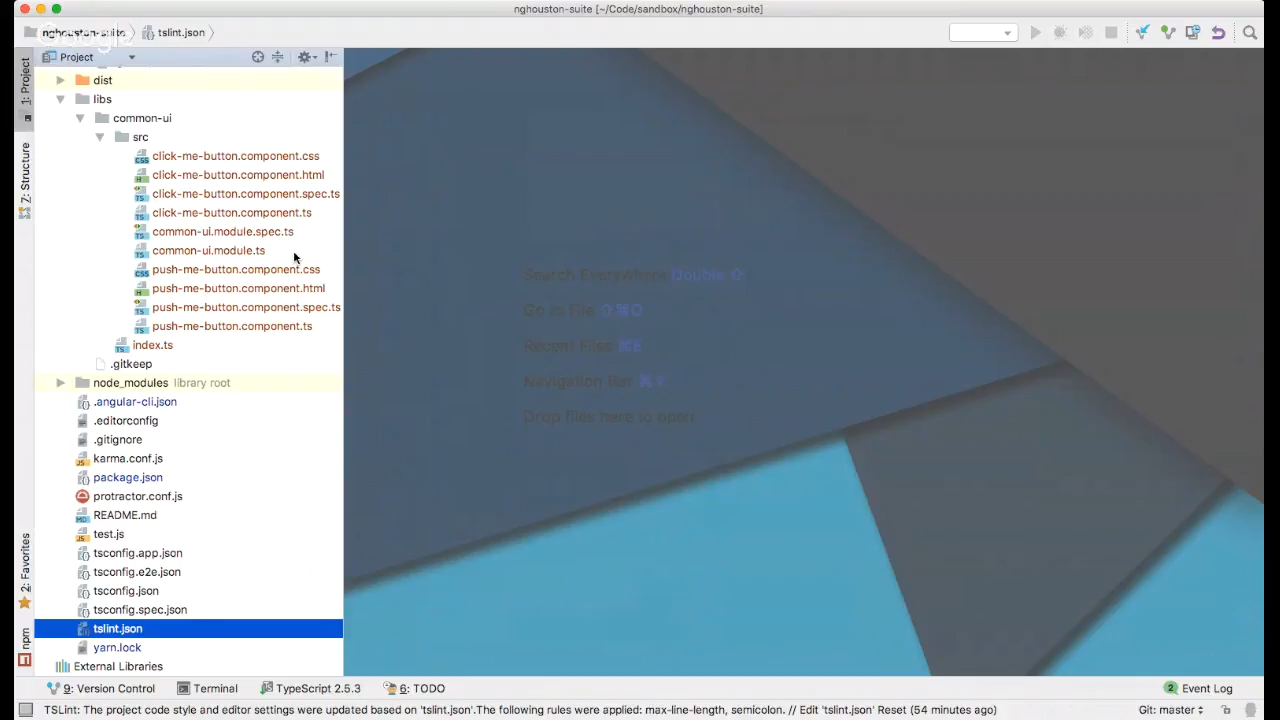 nghouston-suite [~/Code/sandbox/nghouston-suite]
nghouston-suite
tslint.json
Google
Project
1: Project
Z: Structure
2: Favorites
npm
dist
libs
common-ui
src
click-me-button.component.css
click-me-button.component.html
click-me-button.component.spec.ts
click-me-button.component.ts
common-ui.module.spec.ts
common-ui.module.ts
push-me-button.component.css
push-me-button.component.html
push-me-button.component.spec.ts
push-me-button.component.ts
index.ts
.gitkeep
node_modules library root
.angular-cli.json
.editorconfig
.gitignore
karma.conf.js
package.json
protractor.conf.js
README.md
test.js
tsconfig.app.json
tsconfig.e2e.json
tsconfig.json
tsconfig.spec.json
tslint.json
yarn.lock
External Libraries
Search Everywhere Double ⇧
Go to File ⇧⌘O
Recent Files ⌘E
Navigation Bar
Drop files here to open
9: Version Control
Terminal
TypeScript 2.5.3
6: TODO
2 Event Log
TSLint: The project code style and editor settings were updated based on 'tslint.json'.The following rules were applied: max-line-length, semicolon. // Edit 'tslint.json' Reset (54 minutes ago)
Git: master